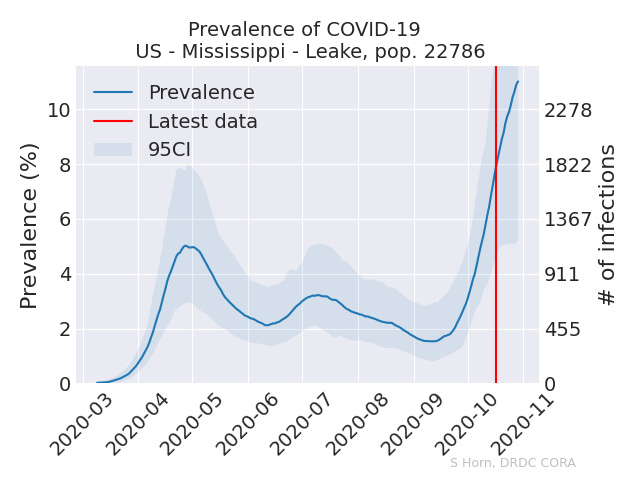 Prevalence of COVID-19
US - Mississippi - Leake, pop. 22786
Prevalence
Latest data
95CI
Prevalence (%)
10
8
6
4
2
0
2278
1822
1367
911
455
0
# of infections
2020-03
2020-04
2020-05
2020-06
2020-07
2020-08
2020-09
2020-10
2020-11
S Horn, DRDC CORA